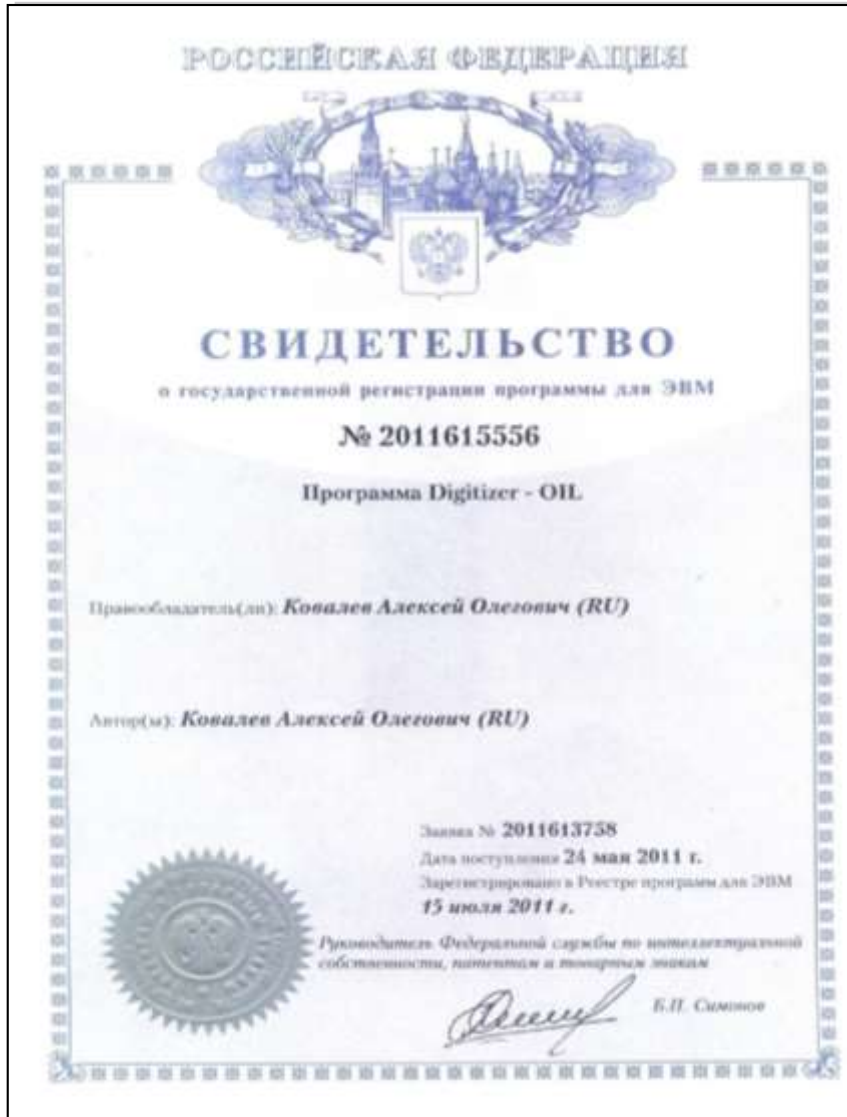 РОССИЙСКАЯ ФЕДЕРАЦИЯ
СВИДЕТЕЛЬСТВО
о государственной регистрации программы для ЭВМ
№ 2011615556
Программа Digitizer - OIL
Правообладатель(ли): Ковалев Алексей Олегович (RU)
Автор(ы): Ковалев Алексей Олегович (RU)
Заявка № 2011613758
Дата поступления 24 мая 2011 г.
Зарегистрировано в Реестре программ для ЭВМ
15 июля 2011 г.
Руководитель Федеральной службы по интеллектуальной
собственности, патентам и товарным знакам
Б.П. Симонов